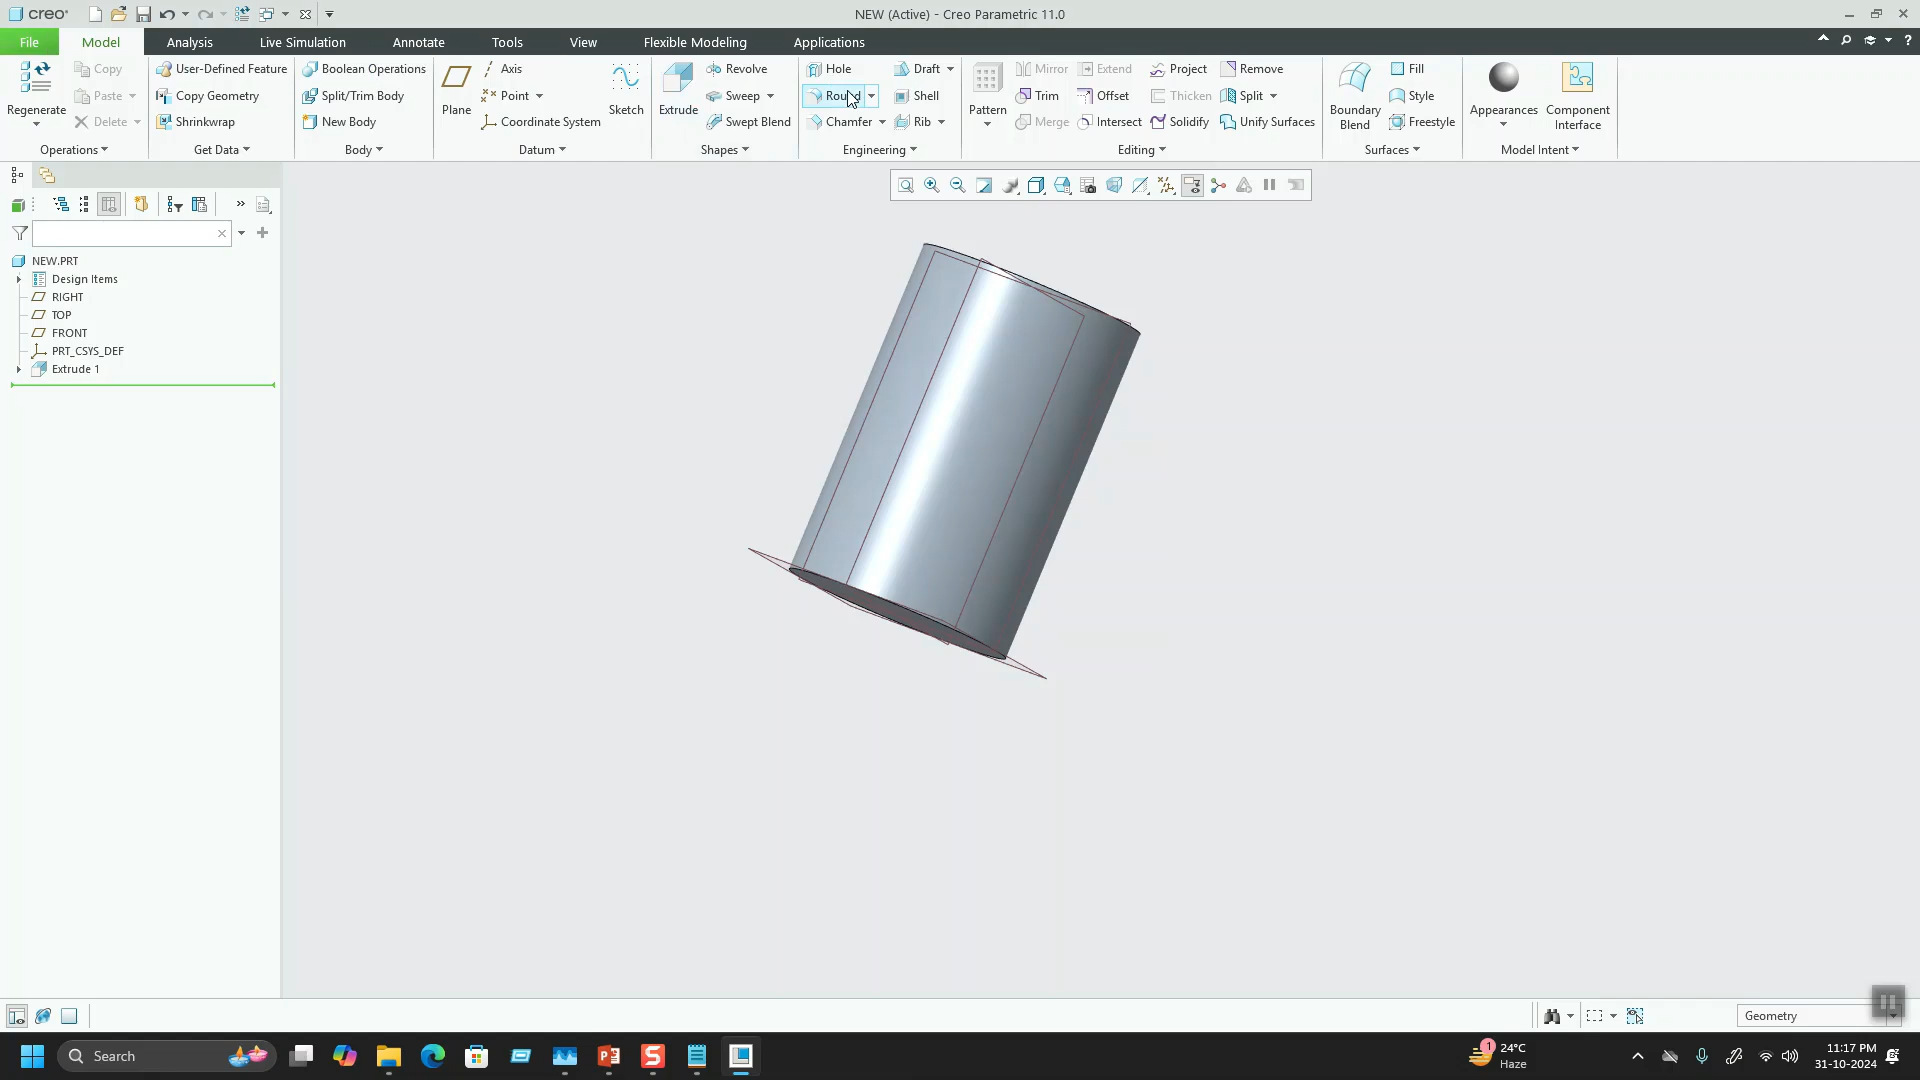 creo
NEW (Active) - Creo Parametric 11.0
File Model Analysis Live Simulation Annotate Tools View Flexible Modeling Applications
Regenerate
Copy
Paste
Delete
Operations
User-Defined Feature
Copy Geometry
Shrinkwrap
Get Data
Boolean Operations
Split/Trim Body
New Body
Body
Plane
Axis
Point
Coordinate System
Sketch
Datum
Extrude
Revolve
Sweep
Swept Blend
Shapes
Hole
Round
Chamfer
Draft
Shell
Rib
Engineering
Pattern
Mirror
Trim
Merge
Extend
Offset
Intersect
Project
Thicken
Solidify
Remove
Split
Unify Surfaces
Editing
Boundary
Blend
Fill
Style
Freestyle
Surfaces
Appearances
Component
Interface
Model Intent
NEW.PRT
Design Items
RIGHT
TOP
FRONT
PRT_CSYS_DEF
Extrude 1
Geometry
Search
1
24°C
Haze
11:17 PM
31-10-2024